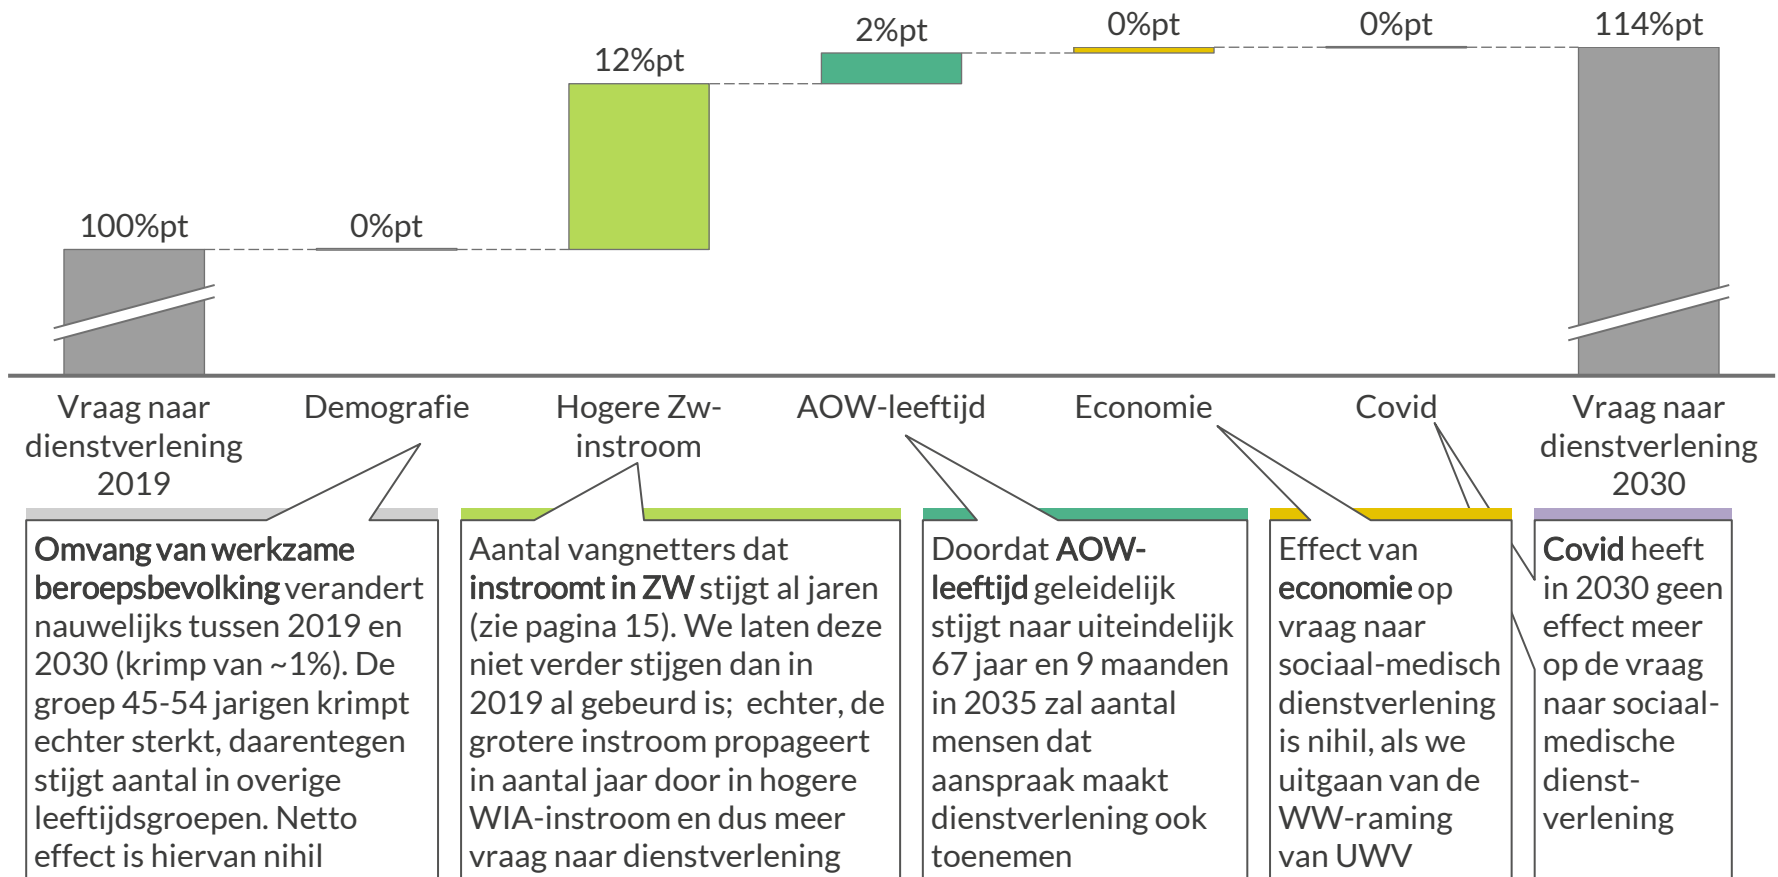 100%pt
0%pt
12%pt
2%pt
0%pt
0%pt
114%pt
Vraag naar
dienstverlening
2019
Demografie
Hogere Zw-
instroom
AOW-leeftijd
Economie
Covid
Vraag naar
dienstverlening
2030
Omvang van werkzame
beroepsbevolking verandert
nauwelijks tussen 2019 en
2030 (krimp van ~1%). De
groep 45-54 jarigen krimpt
echter sterkt, daarentegen
stijgt aantal in overige
leeftijdsgroepen. Netto
effect is hiervan nihil
Aantal vangnetters dat
instroomt in ZW stijgt al jaren
(zie pagina 15). We laten deze
niet verder stijgen dan in
2019 al gebeurd is; echter, de
grotere instroom propageert
in aantal jaar door in hogere
WIA-instroom en dus meer
vraag naar dienstverlening
Doordat AOW-
leeftijd geleidelijk
stijgt naar uiteindelijk
67 jaar en 9 maanden
in 2035 zal aantal
mensen dat
aanspraak maakt
dienstverlening ook
toenemen
Effect van
economie op
vraag naar
sociaal-medisch
dienstverlening
is nihil, als we
uitgaan van de
WW-raming
van UWV
Covid heeft
in 2030 geen
effect meer
op de vraag
naar sociaal-
medische
dienst-
verlening